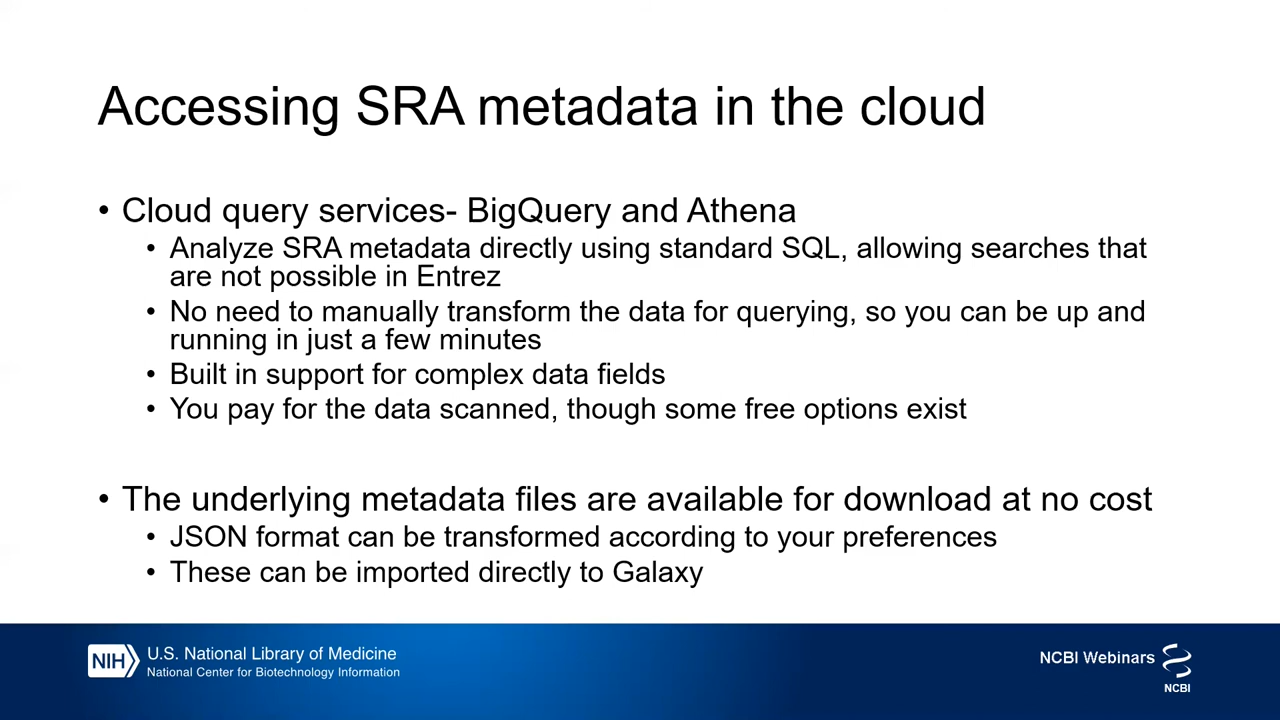 Accessing SRA metadata in the cloud
• Cloud query services- BigQuery and Athena
• Analyze SRA metadata directly using standard SQL, allowing searches that
are not possible in Entrez
• No need to manually transform the data for querying, so you can be up and
running in just a few minutes
• Built in support for complex data fields
• You pay for the data scanned, though some free options exist
• The underlying metadata files are available for download at no cost
• JSON format can be transformed according to your preferences
• These can be imported directly to Galaxy
NIH
U.S. National Library of Medicine
National Center for Biotechnology Information
NCBI Webinars
NCBI